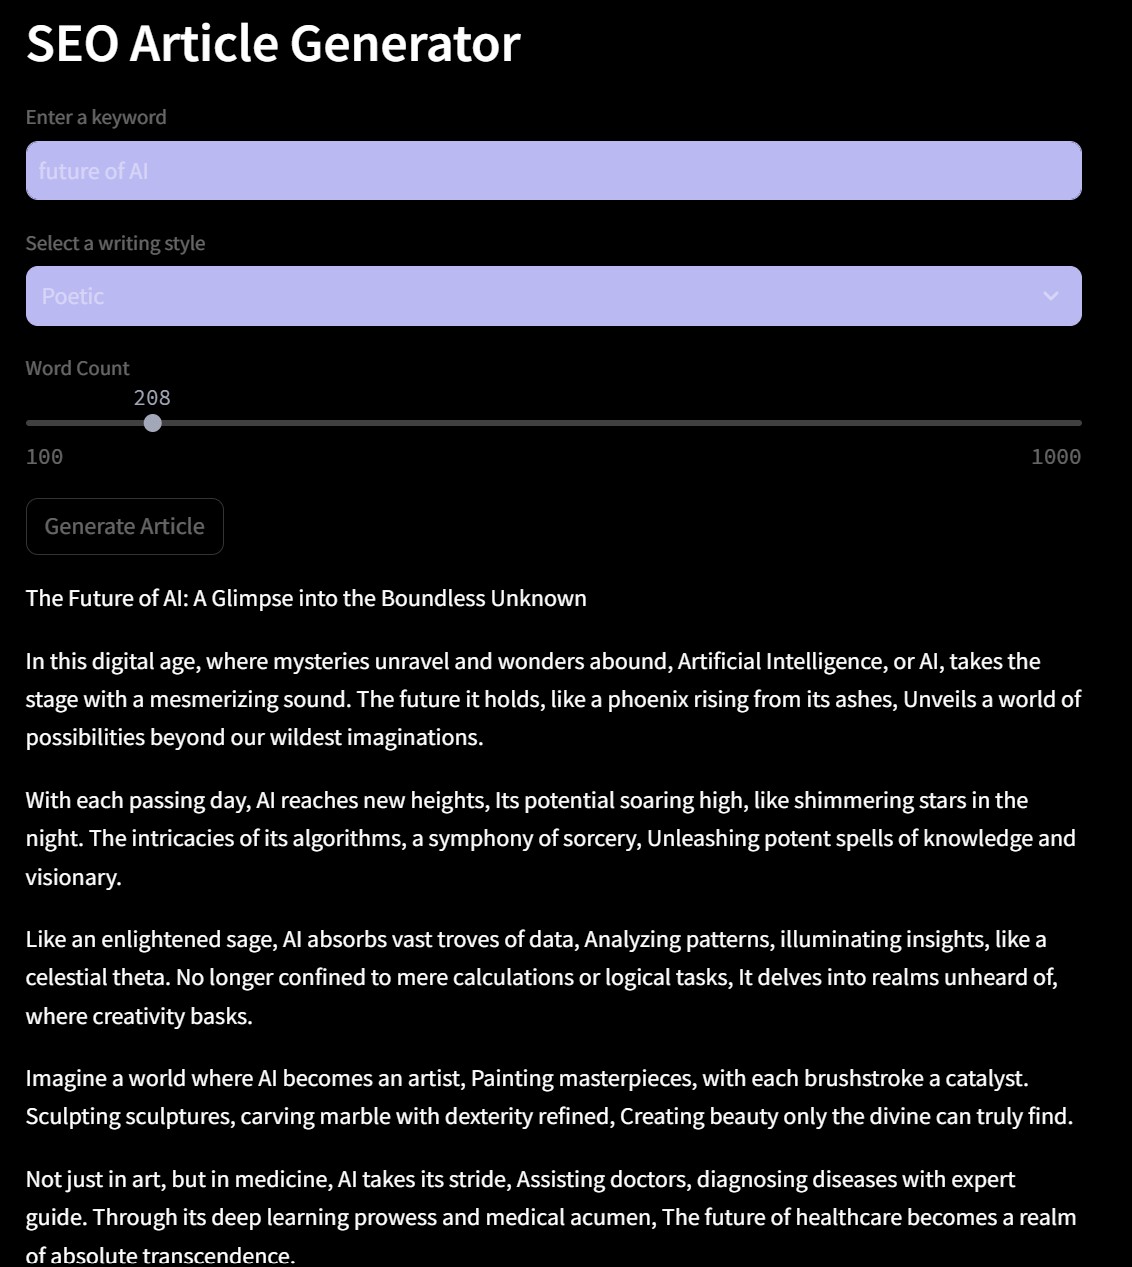 SEO Article Generator
Enter a keyword
future of AI
Select a writing style
Poetic
Word Count
208
100 1000
Generate Article
The Future of AI: A Glimpse into the Boundless Unknown
In this digital age, where mysteries unravel and wonders abound, Artificial Intelligence, or AI, takes the
stage with a mesmerizing sound. The future it holds, like a phoenix rising from its ashes, Unveils a world of
possibilities beyond our wildest imaginations.
With each passing day, AI reaches new heights, Its potential soaring high, like shimmering stars in the
night. The intricacies of its algorithms, a symphony of sorcery, Unleashing potent spells of knowledge and
visionary.
Like an enlightened sage, AI absorbs vast troves of data, Analyzing patterns, illuminating insights, like a
celestial theta. No longer confined to mere calculations or logical tasks, It delves into realms unheard of,
where creativity basks.
Imagine a world where AI becomes an artist, Painting masterpieces, with each brushstroke a catalyst.
Sculpting sculptures, carving marble with dexterity refined, Creating beauty only the divine can truly find.
Not just in art, but in medicine, AI takes its stride, Assisting doctors, diagnosing diseases with expert
guide. Through its deep learning prowess and medical acumen, The future of healthcare becomes a realm
of absolute transcendence.